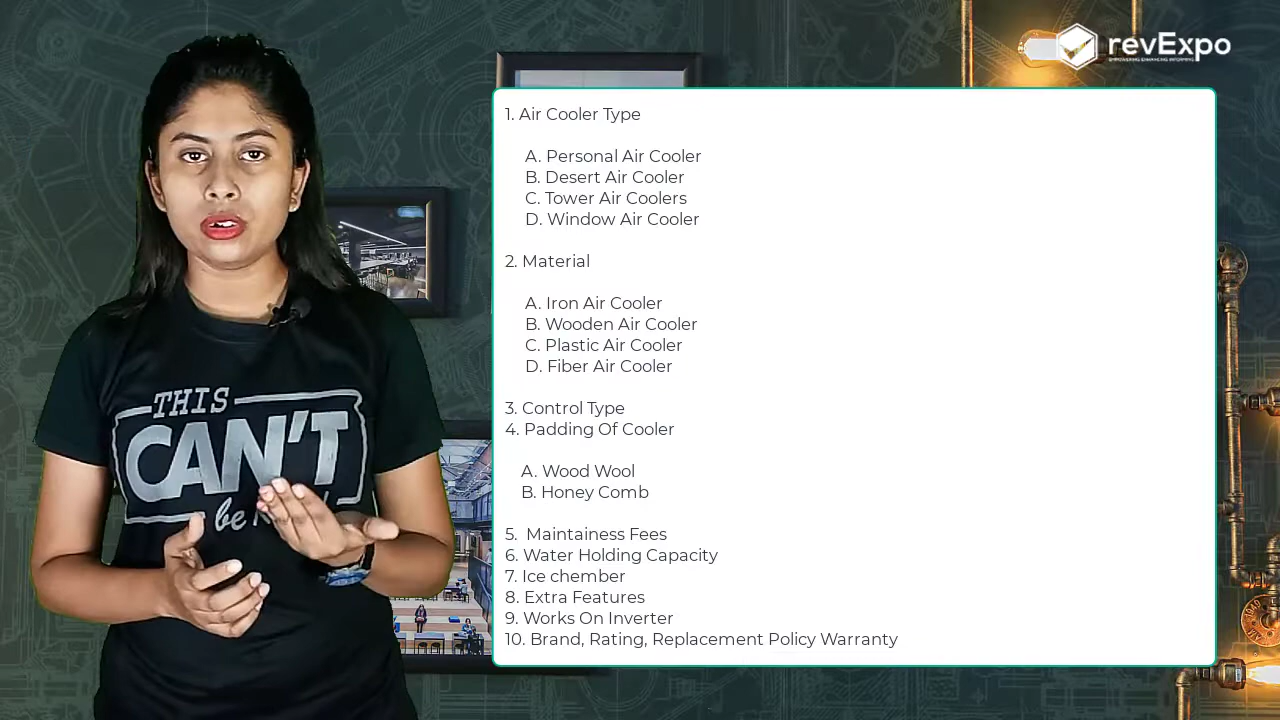 revExpo
EMPOWERING ENHANCING INFORMING
1. Air Cooler Type
A. Personal Air Cooler
B. Desert Air Cooler
C. Tower Air Coolers
D. Window Air Cooler
2. Material
A. Iron Air Cooler
B. Wooden Air Cooler
C. Plastic Air Cooler
D. Fiber Air Cooler
3. Control Type
4. Padding Of Cooler
A. Wood Wool
B. Honey Comb
5. Maintainess Fees
6. Water Holding Capacity
7. Ice chember
8. Extra Features
9. Works On Inverter
10. Brand, Rating, Replacement Policy Warranty
THIS
CAN'T
be